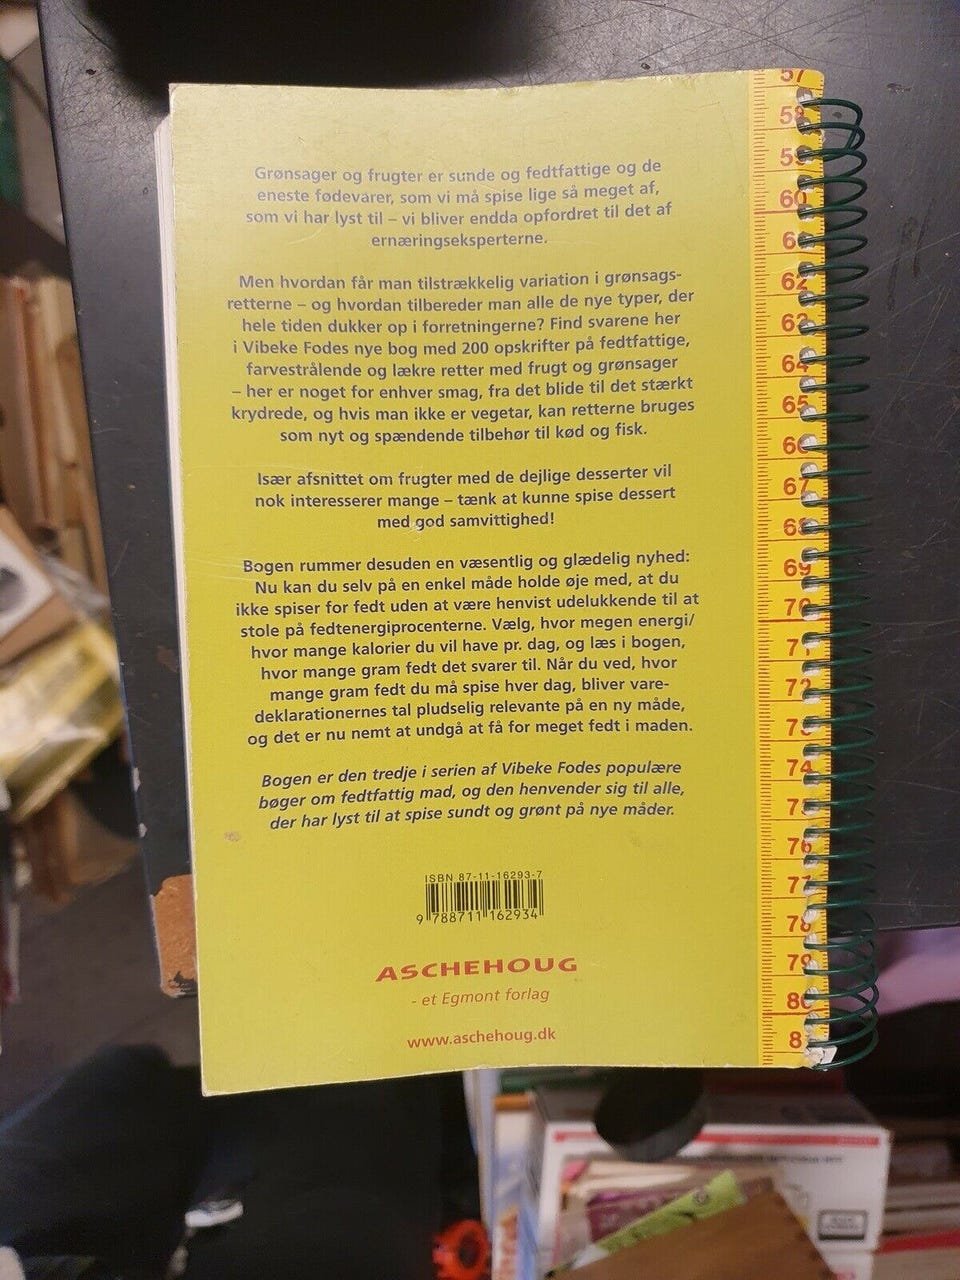 Grønsager og frugter er sunde og fedtfattige og de
eneste fødevarer, som vi må spise lige så meget af,
som vi har lyst til – vi bliver endda opfordret til det af
ernæringseksperterne.
Men hvordan får man tilstrækkelig variation i grønsags-
retterne – og hvordan tilbereder man alle de nye typer, der
hele tiden dukker op i forretningerne? Find svarene her
i Vibeke Fodes nye bog med 200 opskrifter på fedtfattige,
farvestrålende og lækre retter med frugt og grønsager
– her er noget for enhver smag, fra det blide til det stærkt
krydrede, og hvis man ikke er vegetar, kan retterne bruges
som nyt og spændende tilbehør til kød og fisk.
Især afsnittet om frugter med de dejlige desserter vil
nok interesserer mange – tænk at kunne spise dessert
med god samvittighed!
Bogen rummer desuden en væsentlig og glædelig nyhed:
Nu kan du selv på en enkel måde holde øje med, at du
ikke spiser for fedt uden at være henvist udelukkende til at
stole på fedtenergiprocenterne. Vælg, hvor megen energi/
hvor mange kalorier du vil have pr. dag, og læs i bogen,
hvor mange gram fedt det svarer til. Når du ved, hvor
mange gram fedt du må spise hver dag, bliver vare-
deklarationernes tal pludselig relevante på en ny måde,
og det er nu nemt at undgå at få for meget fedt i maden.
Bogen er den tredje i serien af Vibeke Fodes populære
bøger om fedtfattig mad, og den henvender sig til alle,
der har lyst til at spise sundt og grønt på nye måder.
ISBN 87-11-16293-7
9 788711 162934
ASCHEHOUG
- et Egmont forlag
www.aschehoug.dk
57
58
59
60
6
62
63
64
65
66
67
68
69
70
71
72
73
74
7
76
77
78
79
80
8